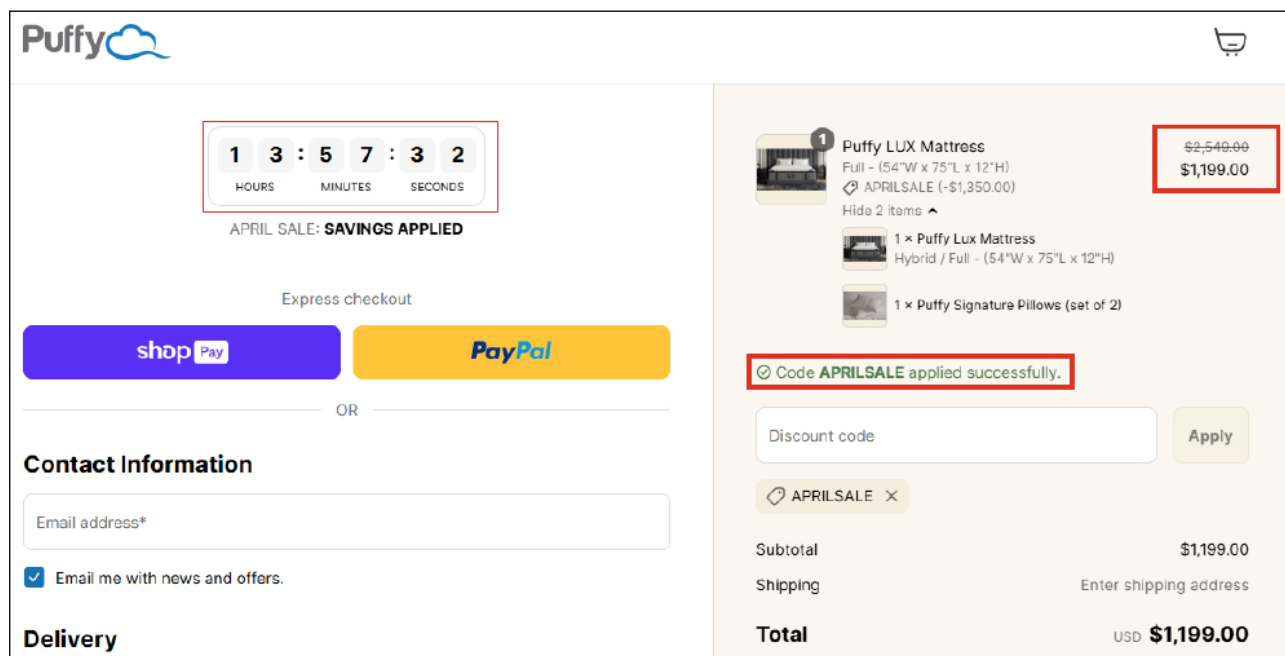 Puffy
1 3 : 5 7 : 3 2
HOURS MINUTES SECONDS
APRIL SALE: SAVINGS APPLIED
Express checkout
shop Pay
PayPal
OR
Contact Information
Email address*
Email me with news and offers.
Delivery
1
Puffy LUX Mattress
$2,549.00
Full - (54"W x 75"L x 12"H)
$1,199.00
APRILSALE (-$1,350.00)
Hide 2 items
1 × Puffy Lux Mattress
Hybrid / Full - (54"W x 75"L x 12"H)
1 × Puffy Signature Pillows (set of 2)
Code APRILSALE applied successfully.
Discount code
Apply
APRILSALE
Subtotal $1,199.00
Shipping Enter shipping address
Total USD $1,199.00